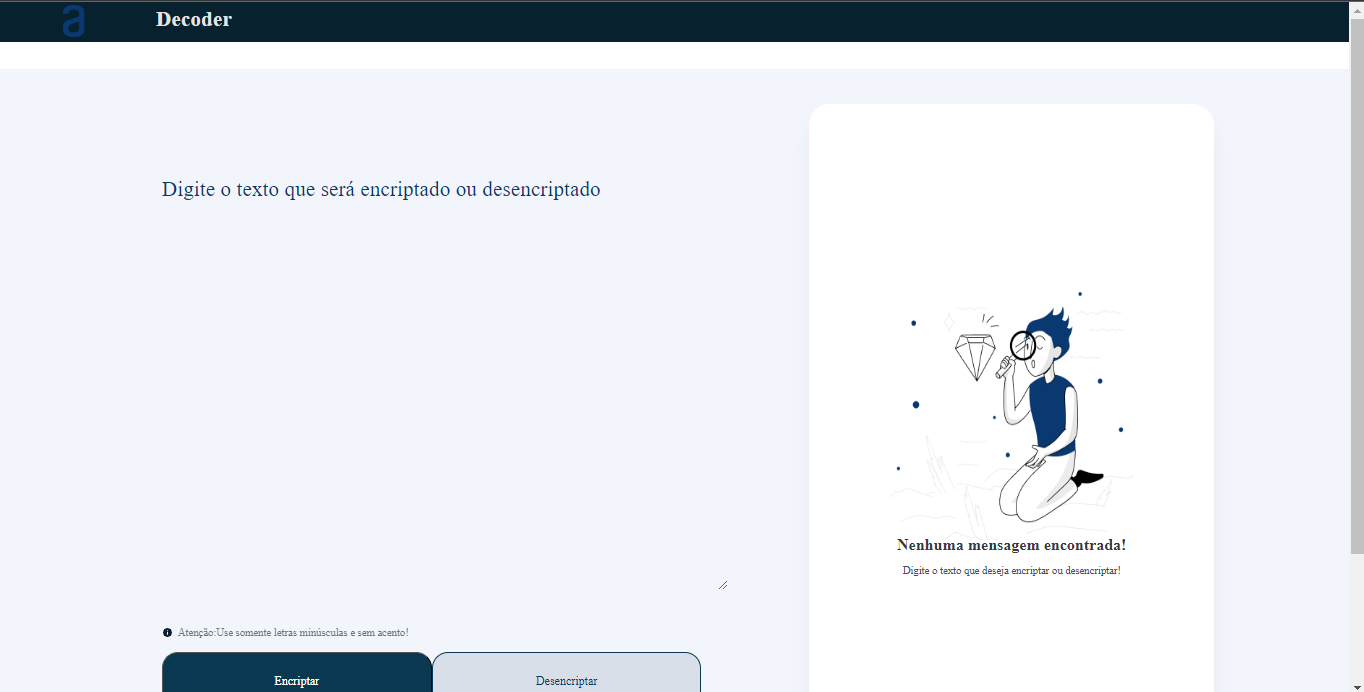 a
Decoder
Digite o texto que será encriptado ou desencriptado
Nenhuma mensagem encontrada!
Digite o texto que deseja encriptar ou desencriptar!
Atenção:Use somente letras minúsculas e sem acento!
Encriptar
Desencriptar